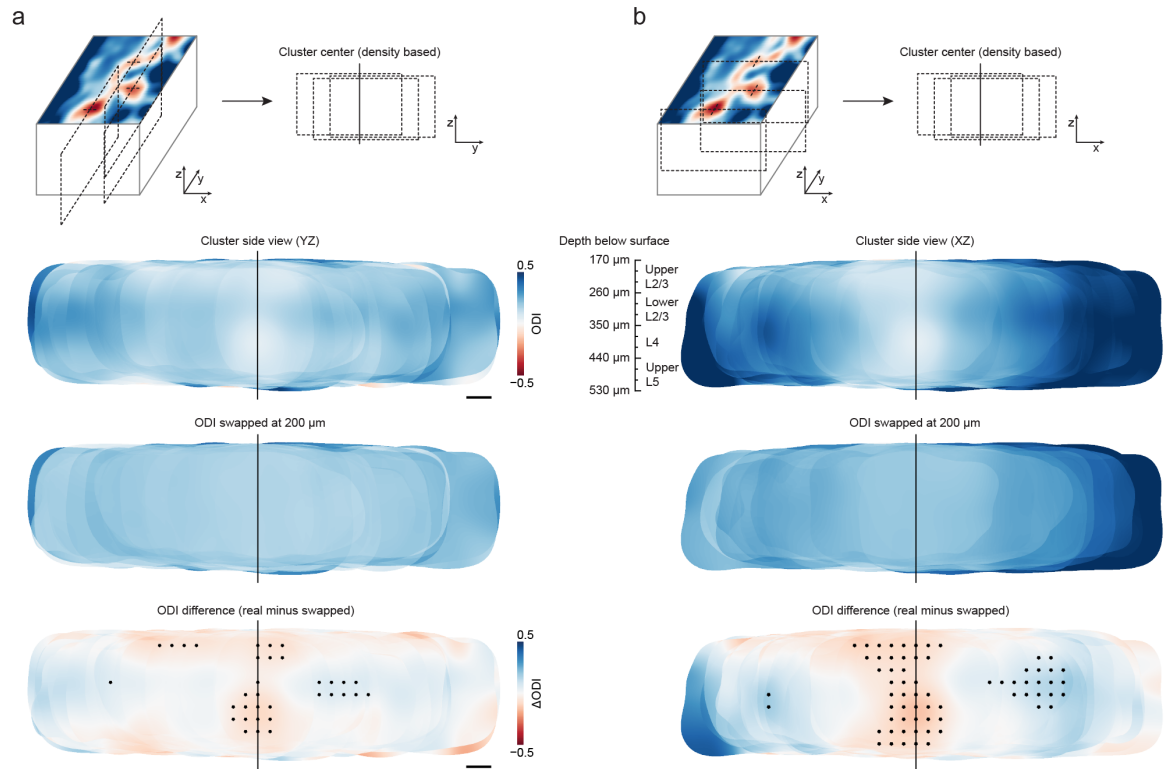 a
Cluster center (density based)
z
y
z
y
x
Cluster side view (YZ)
0.5
ODI
−0.5
ODI swapped at 200 μm
ODI difference (real minus swapped)
0.5
ΔODI
−0.5
b
Cluster center (density based)
z
x
z
y
x
Depth below surface
170 μm
Upper
L2/3
260 μm
Lower
L2/3
350 μm
L4
440 μm
Upper
L5
530 μm
Cluster side view (XZ)
ODI swapped at 200 μm
ODI difference (real minus swapped)